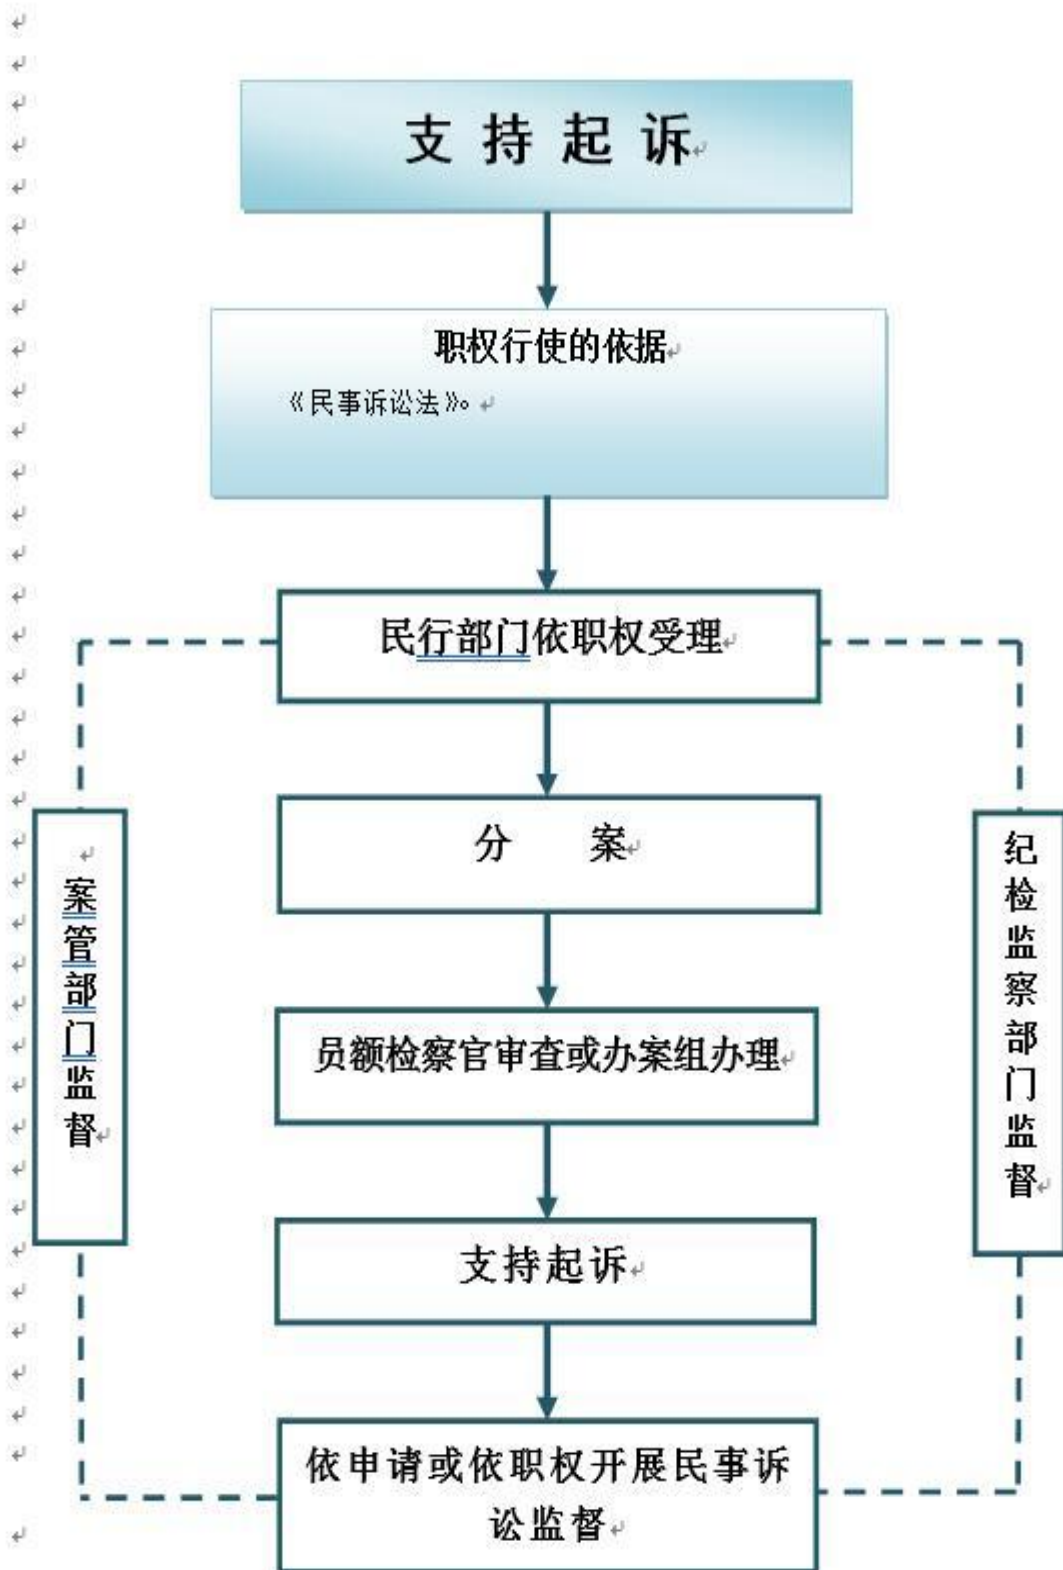 支持起诉
职权行使的依据
《民事诉讼法》。
民行部门依职权受理
分 案
案管部门监督
纪检监察部门监督
员额检察官审查或办案组办理
支持起诉
依申请或依职权开展民事诉
讼监督